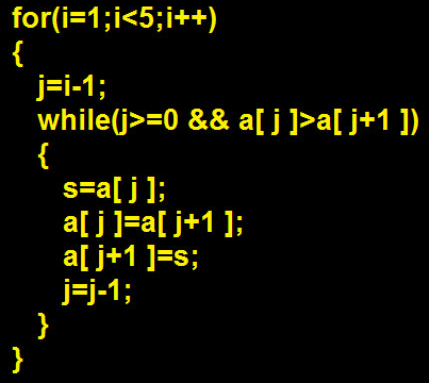 for(i=1;i<5;i++)
{
j=i-1;
while(j>=0 && a[ j ]>a[ j+1 ])
{
s=a[ j ];
a[ j ]=a[ j+1 ];
a[ j+1 ]=s;
j=j-1;
}
}